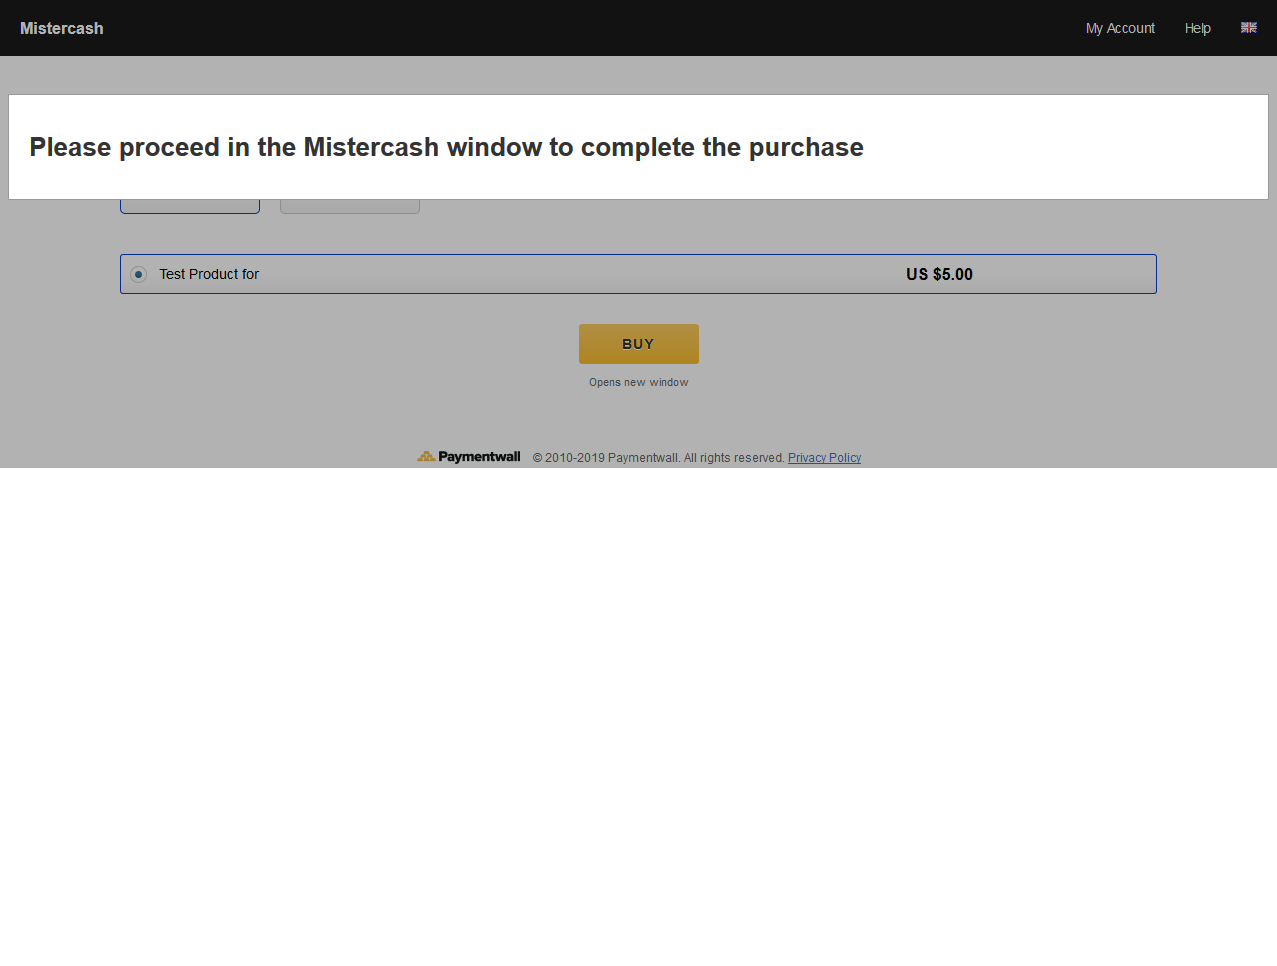 Mistercash
My Account
Help
Please proceed in the Mistercash window to complete the purchase
Test Product for
US $5.00
BUY
Opens new window
Paymentwall
© 2010-2019 Paymentwall. All rights reserved. Privacy Policy